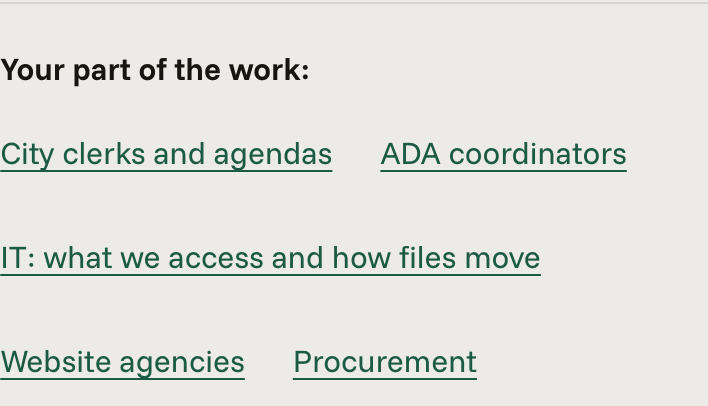 Your part of the work:
City clerks and agendas ADA coordinators
IT: what we access and how files move
Website agencies Procurement